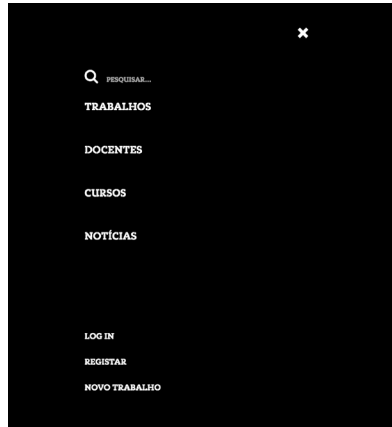 PESQUISAR...
TRABALHOS
DOCENTES
CURSOS
NOTÍCIAS
LOG IN
REGISTAR
NOVO TRABALHO